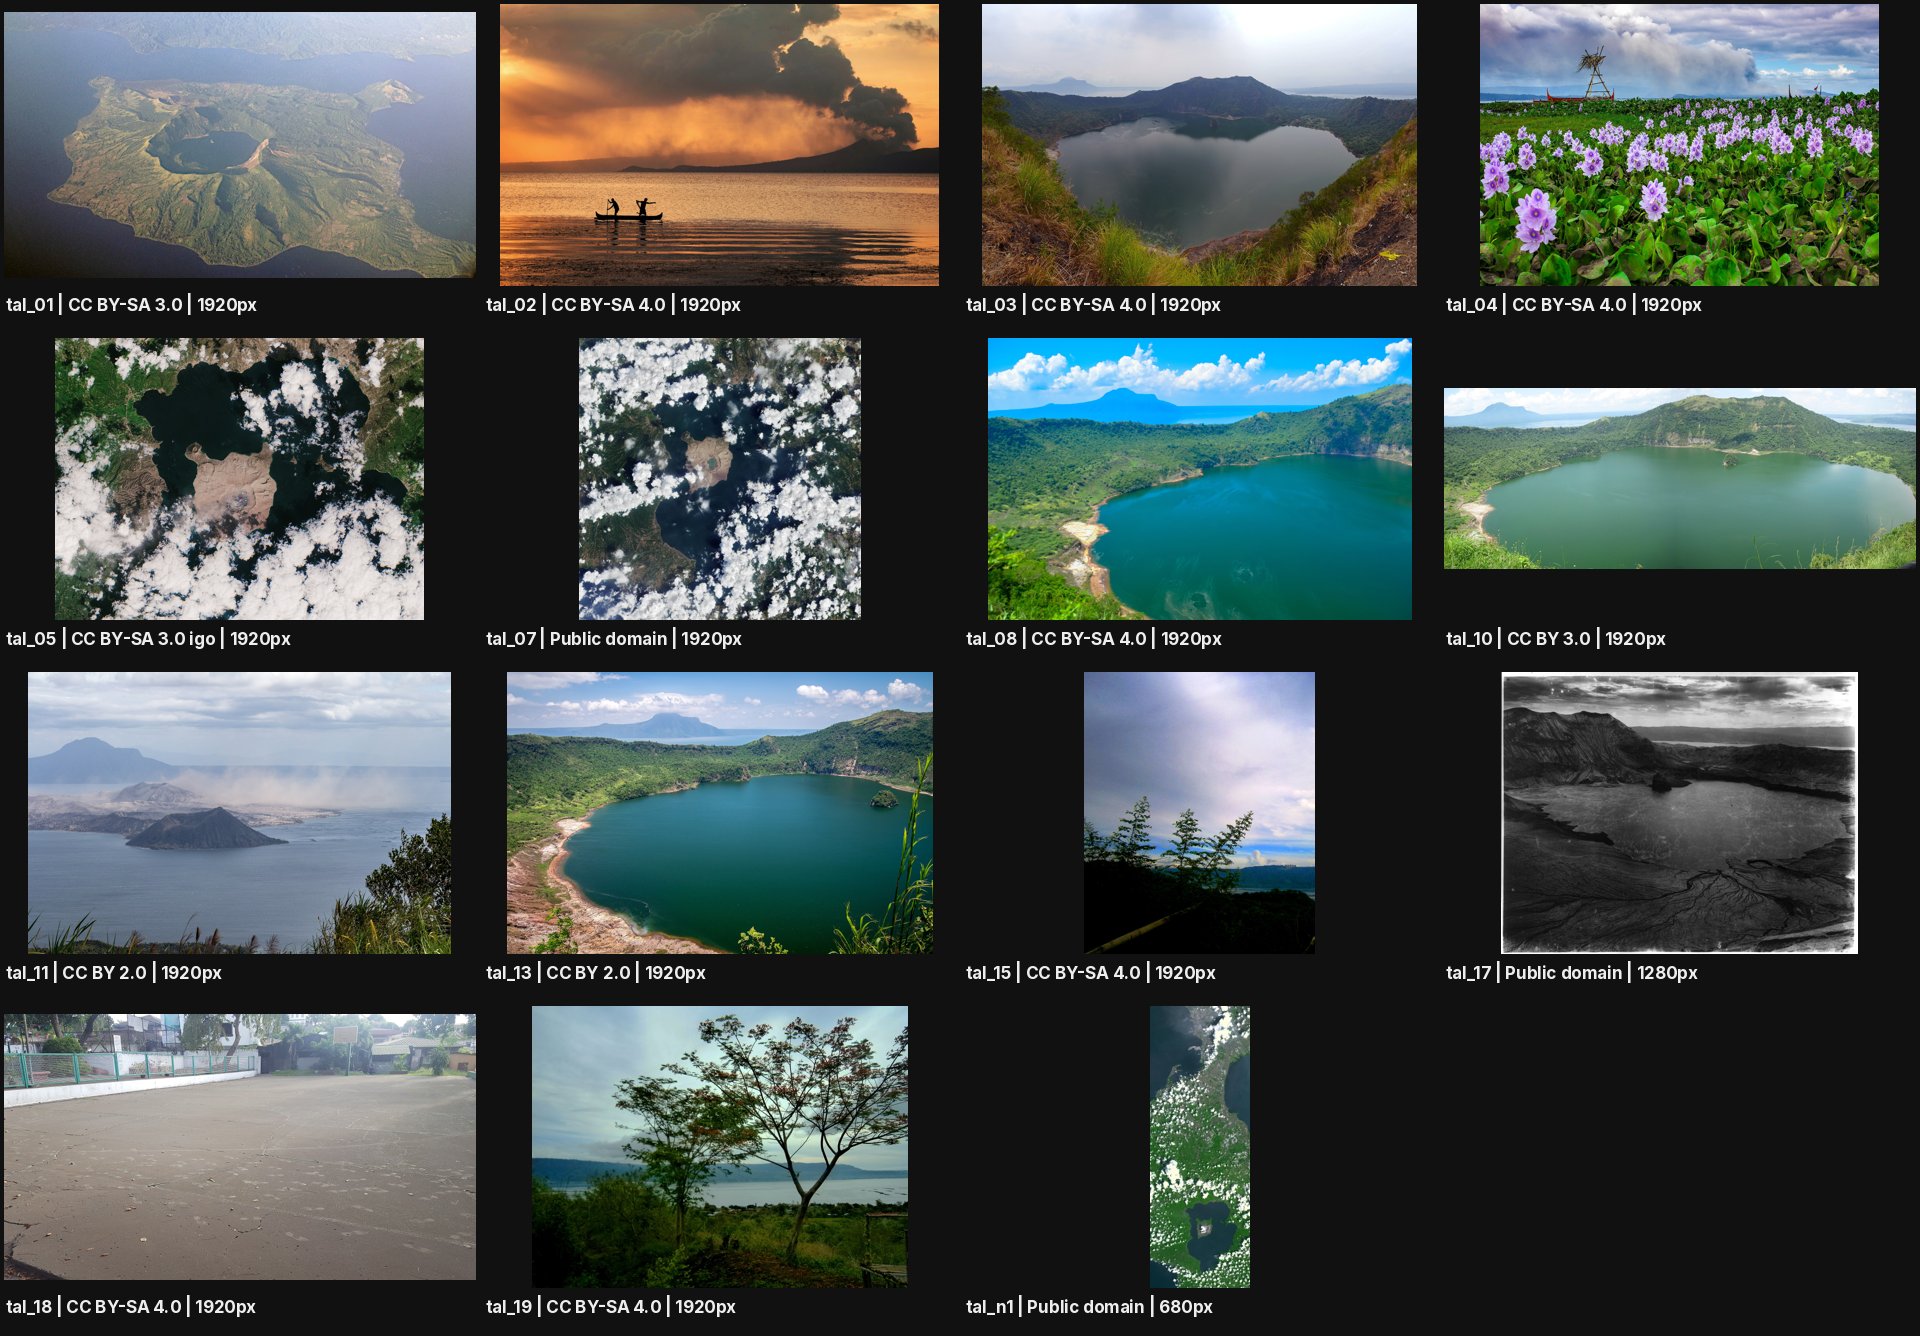 tal_01 | CC BY-SA 3.0 | 1920px
tal_02 | CC BY-SA 4.0 | 1920px
tal_03 | CC BY-SA 4.0 | 1920px
tal_04 | CC BY-SA 4.0 | 1920px
tal_05 | CC BY-SA 3.0 igo | 1920px
tal_07 | Public domain | 1920px
tal_08 | CC BY-SA 4.0 | 1920px
tal_10 | CC BY 3.0 | 1920px
tal_11 | CC BY 2.0 | 1920px
tal_13 | CC BY 2.0 | 1920px
tal_15 | CC BY-SA 4.0 | 1920px
tal_17 | Public domain | 1280px
tal_18 | CC BY-SA 4.0 | 1920px
tal_19 | CC BY-SA 4.0 | 1920px
tal_n1 | Public domain | 680px